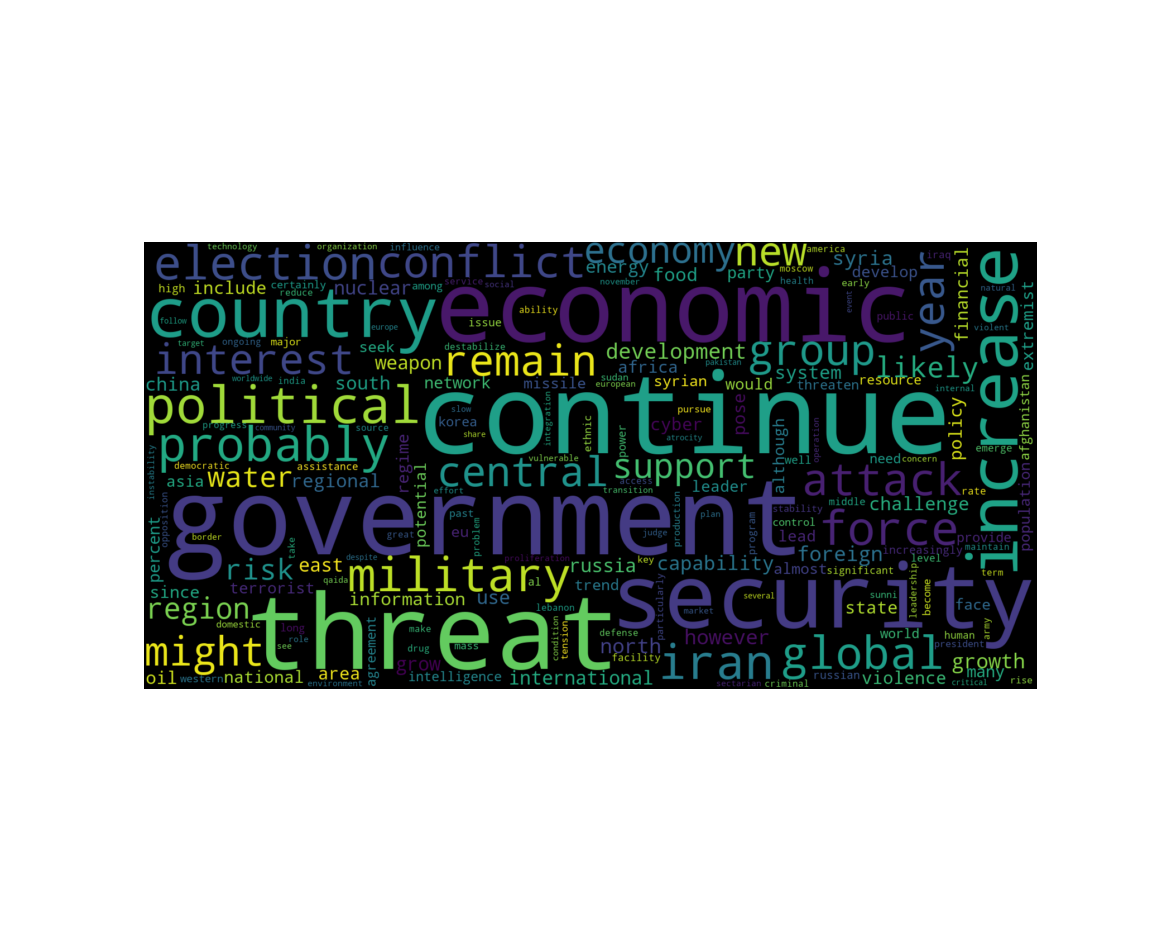 technology organization influence economy new america
election conflict energy food party moscow syria iraq
high include certainly reduce nuclear among service social november health develop early year financial natural
country economic ability issue event public increase violent extremist
follow europe target ongoing major seek destabilize
interest weapon remain development group likely
china worldwide india south network missile sudan african european syrian pakistan would system threaten resource internal
political progress community source slow korea share integration ethnic pursue cyber pose atrocity operation policy afghanistan
continue
probably democratic assistance regime central vulnerable support power although well need concern emerge
instability asia water regional potential effort transition access leader middle attack rate population
government past great eu problem production judge plan stability program control challenge
percent opposition border take lead force provide maintain increasingly
risk east despite proliferation key russia capability foreign almost significant term
since terrorist qaida military al trend particularly leadership become
region domestic information use lebanon several market security state sunni face army
threat long role see make drug mass condition tension defense facility north however world human president
might agreement grow iran global growth many
oil western national area environment intelligence international sectarian criminal russian violence critical rise